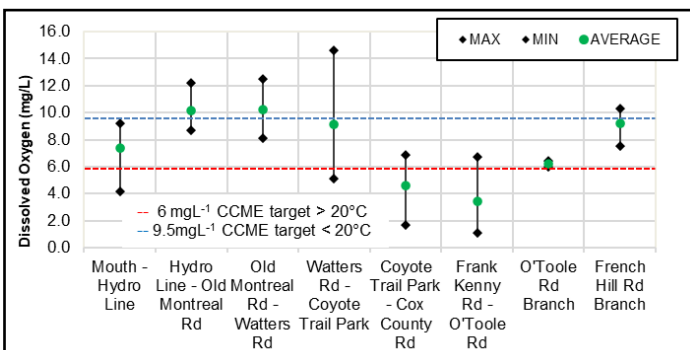 16.0
14.0
12.0
10.0
8.0
6.0
4.0
2.0
0.0
Dissolved Oxygen (mg/L)
MAX MIN AVERAGE
6 mgL-1 CCME target > 20°C
9.5mgL-1 CCME target < 20°C
Mouth -
Hydro
Line
Hydro
Line - Old
Montreal
Rd
Old
Montreal
Rd -
Watters
Rd
Watters
Rd -
Coyote
Trail Park
Coyote
Trail Park
- Cox
County
Rd
Frank
Kenny
Rd -
O'Toole
Rd
O'Toole
Rd
Branch
French
Hill Rd
Branch